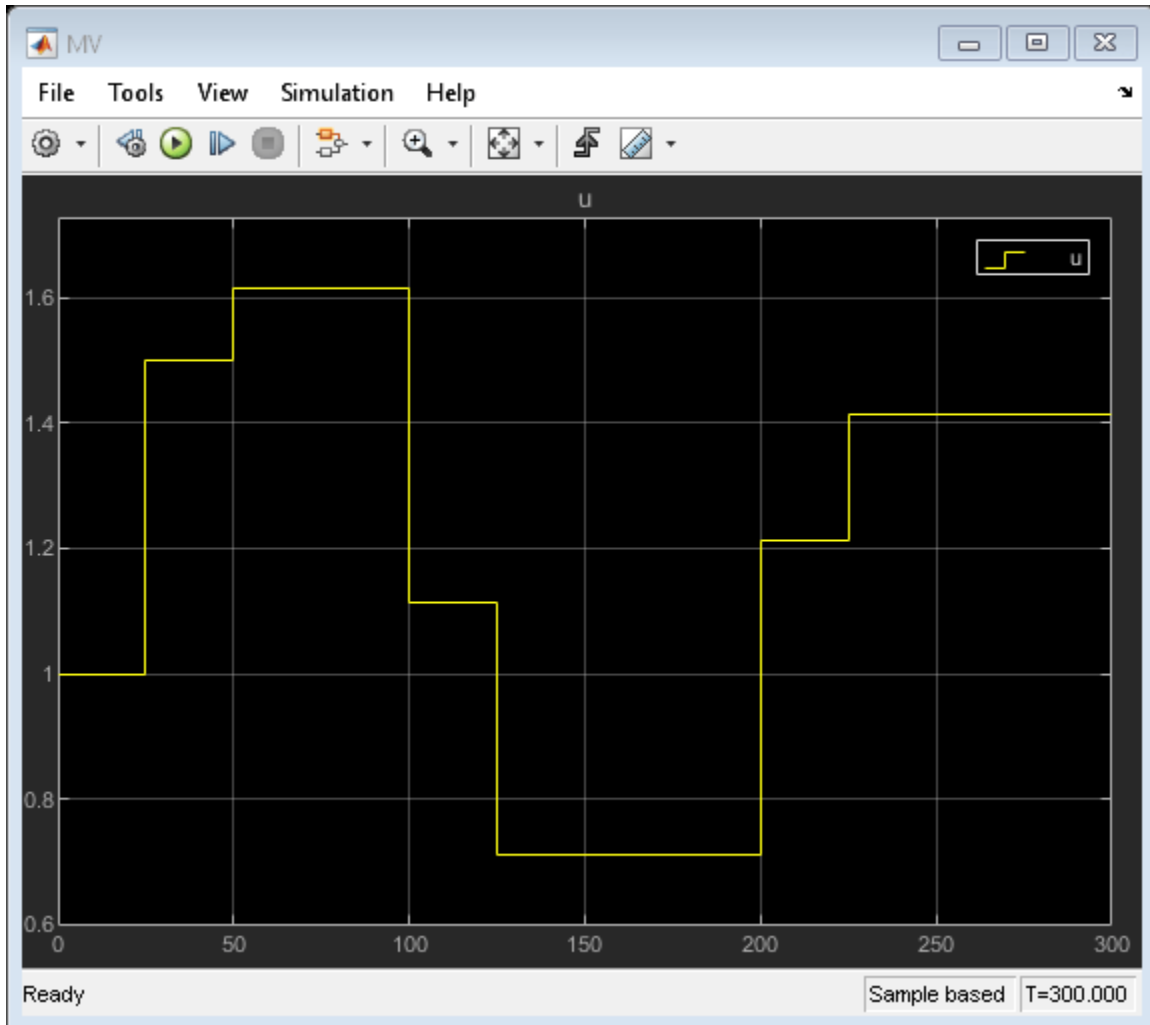 MV
File Tools View Simulation Help
u
u
1.6
1.4
1.2
1
0.8
0.6
0 50 100 150 200 250 300
Ready Sample based T=300.000